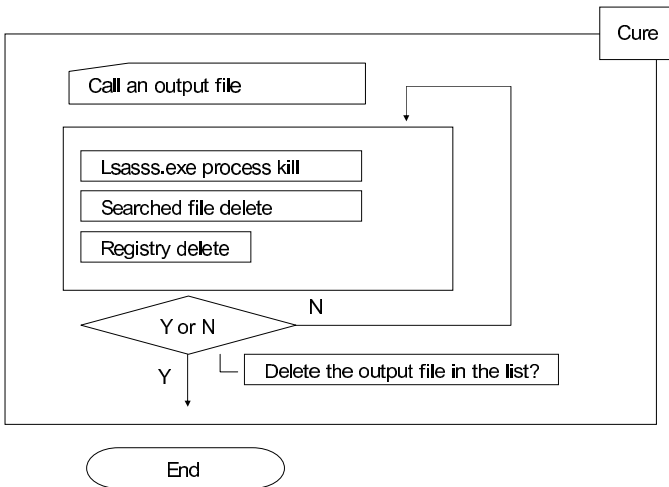 Cure
Call an output file
Lsasss.exe process kill
Searched file delete
Registry delete
N
Y or N
Y
Delete the output file in the list?
End